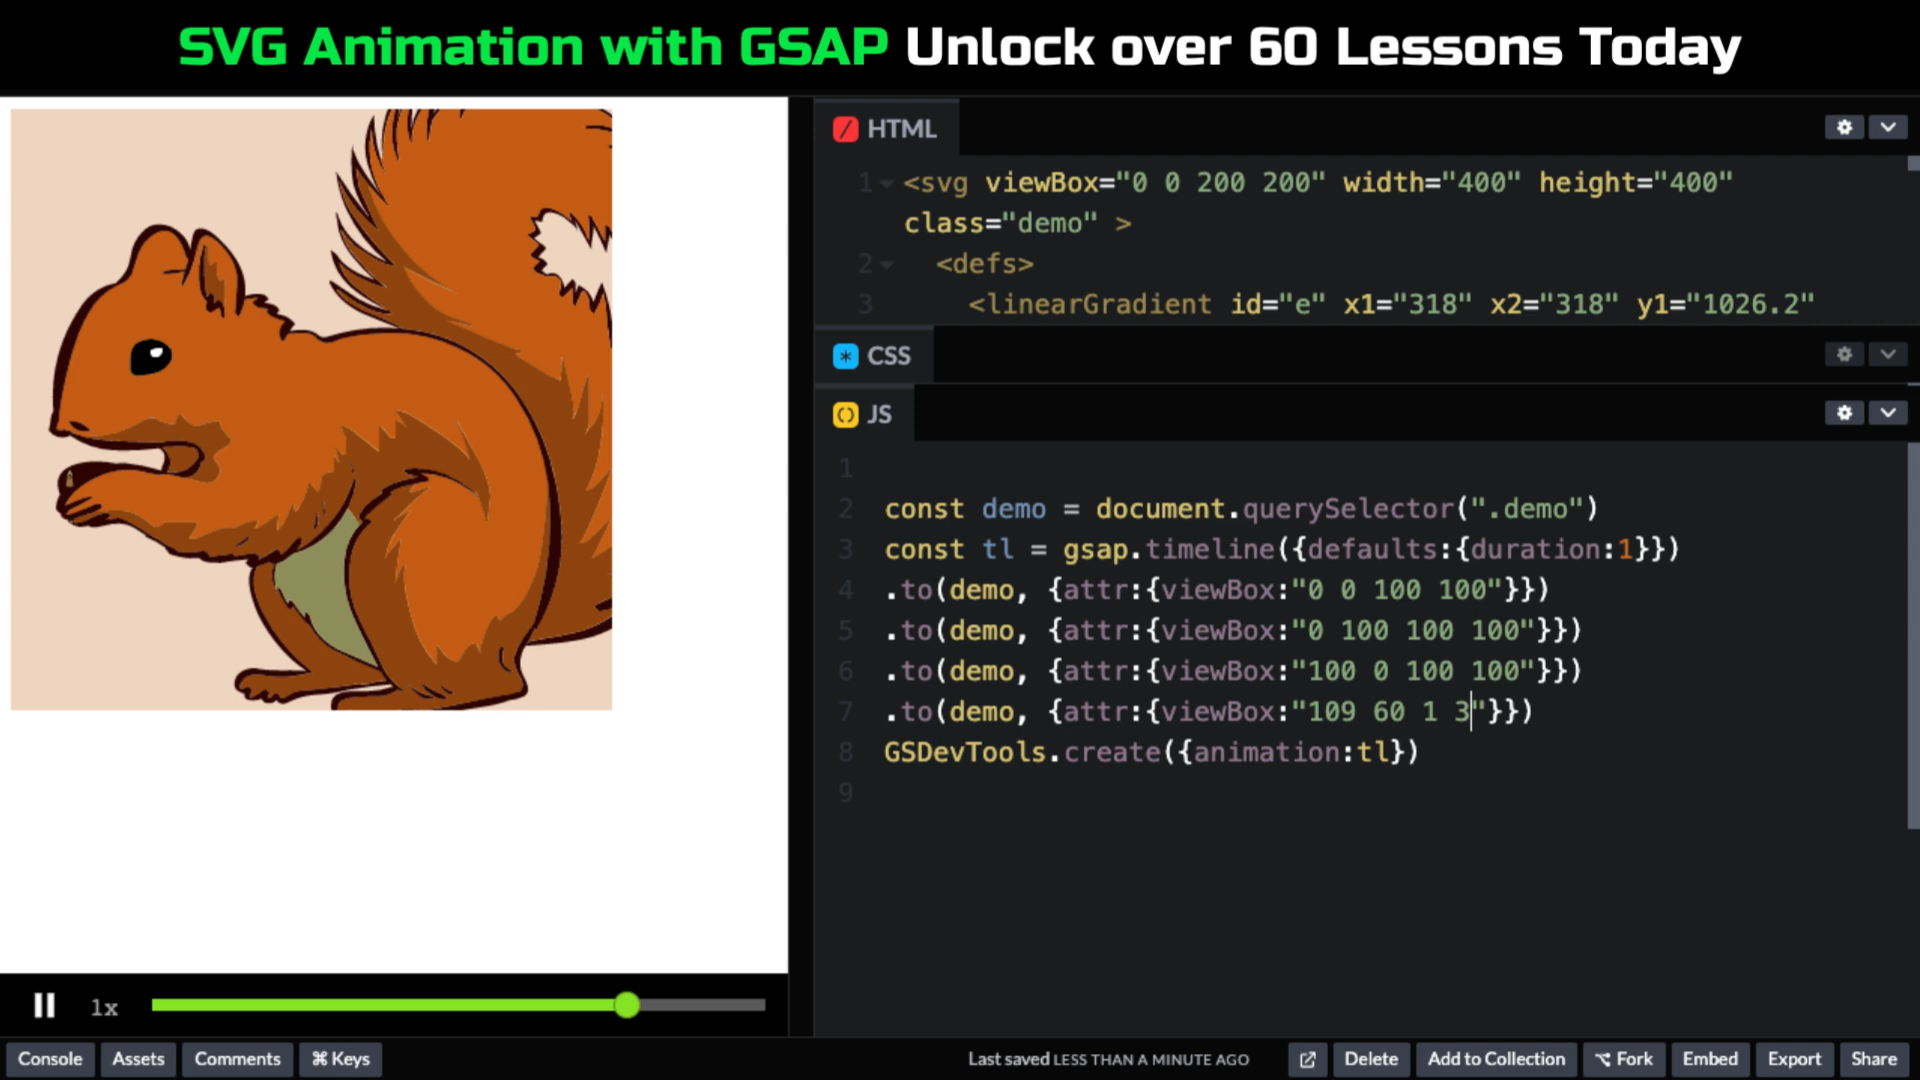 SVG Animation with GSAP Unlock over 60 Lessons Today
HTML
1 <svg viewBox="0 0 200 200" width="400" height="400"
class="demo" >
2 <defs>
3 <linearGradient id="e" x1="318" x2="318" y1="1026.2"
CSS
JS
1
2 const demo = document.querySelector(".demo")
3 const tl = gsap.timeline({defaults:{duration:1}})
4 .to(demo, {attr:{viewBox:"0 0 100 100"}})
5 .to(demo, {attr:{viewBox:"0 100 100 100"}})
6 .to(demo, {attr:{viewBox:"100 0 100 100"}})
7 .to(demo, {attr:{viewBox:"109 60 1 3"}})
8 GSDevTools.create({animation:tl})
9
1x
Console Assets Comments ⌘ Keys Last saved LESS THAN A MINUTE AGO Delete Add to Collection Fork Embed Export Share